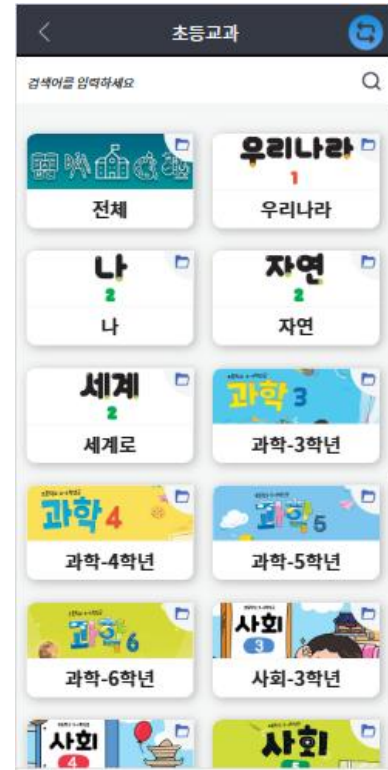 초등교과
검색어를 입력하세요
우리나라
1
전체
우리나라
나
2
자연
2
나
자연
세계
2
과학 3
세계로
과학-3학년
과학 4
과학 5
과학-4학년
과학-5학년
과학 6
사회
3
과학-6학년
사회-3학년
사회
4
사회
5